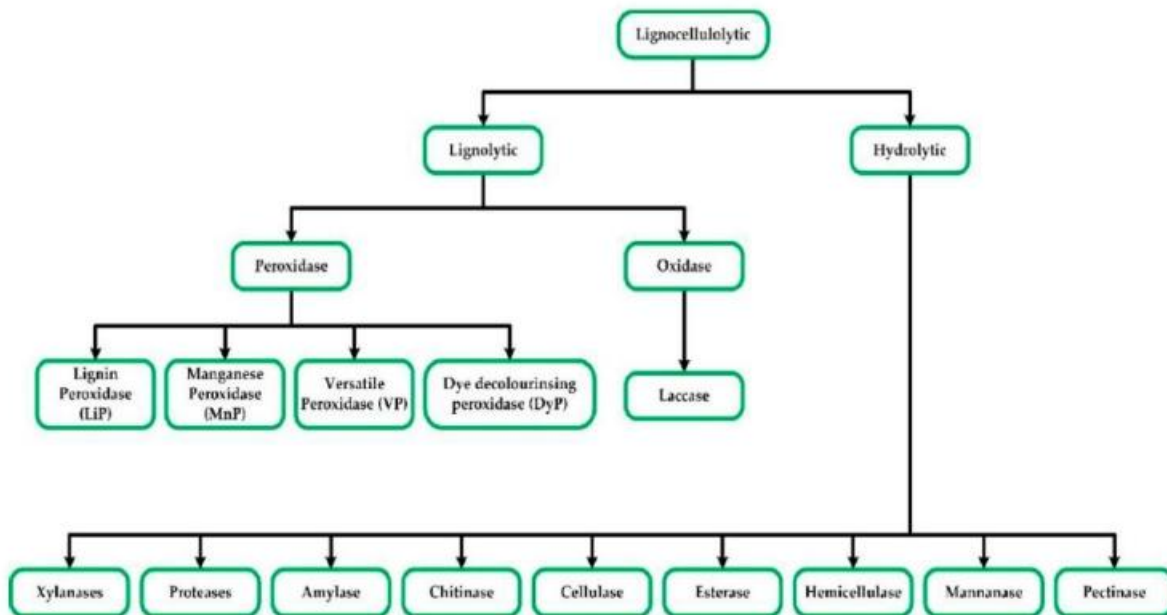 Lignocellulolytic
Lignolytic
Hydrolytic
Peroxidase
Oxidase
Lignin
Peroxidase
(LiP)
Manganese
Peroxidase
(MnP)
Versatile
Peroxidase (VP)
Dye decolourinsing
peroxidase (DyP)
Laccase
Xylanases
Proteases
Amylase
Chitinase
Cellulase
Esterase
Hemicellulase
Mannanase
Pectinase